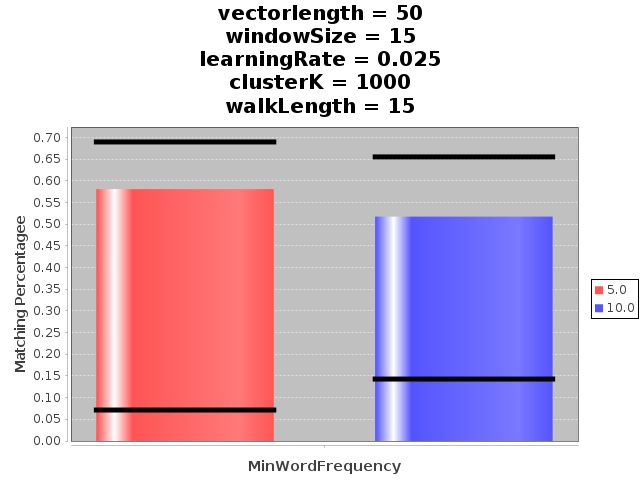 vectorlength = 50
windowSize = 15
learningRate = 0.025
clusterK = 1000
walkLength = 15
0.70
0.65
0.60
0.55
0.50
0.45
0.40
0.35
0.30
0.25
0.20
0.15
0.10
0.05
0.00
Matching Percentagee
MinWordFrequency
5.0
10.0